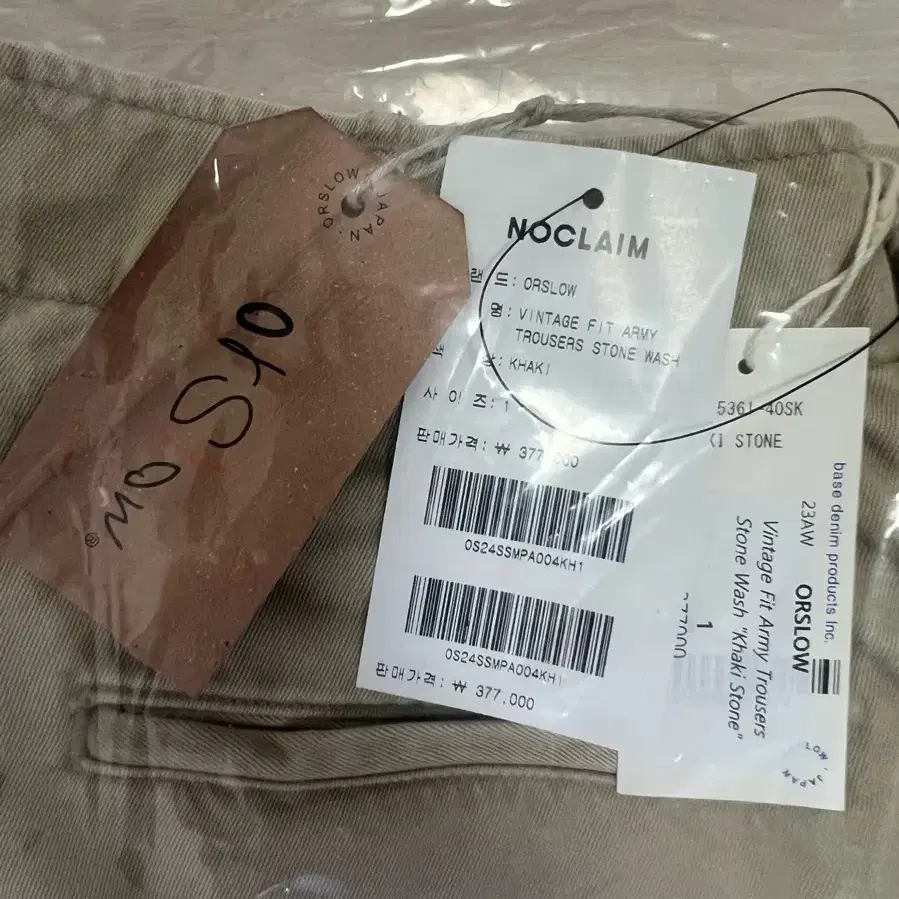 ORSLOW JAPAN
orSlow
®
NOCLAIM
랜 드: ORSLOW
명: VINTAGE FIT ARMY
TROUSERS STONE WASH
: KHAKI
사 이 즈: 1
판매가격: ₩ 377,000
OS24SSMPA004KH1
OS24SSMPA004KH1
판매가격: ₩ 377,000
5361-40SK
STONE
base denim products Inc.
23AW ORSLOW
Vintage Fit Army Trousers
Stone Wash "Khaki Stone"
1
377000
JAPAN